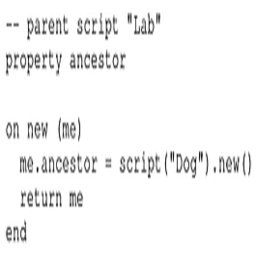 -- parent script "Lab"
property ancestor

on new (me)
  me.ancestor = script("Dog").new()
  return me
end